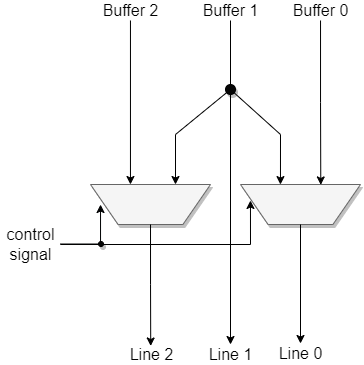 Buffer 2
Buffer 1
Buffer 0
control
signal
Line 2
Line 1
Line 0